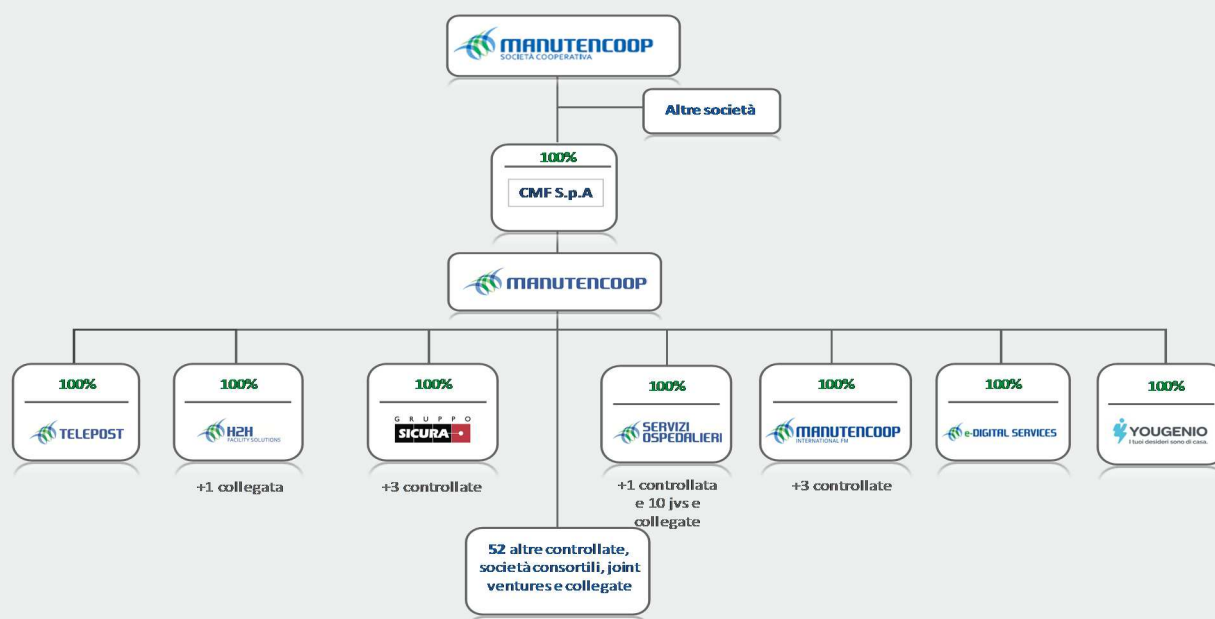 MANUTENCOOP
SOCIETÀ COOPERATIVA
Altre società
100%
CMF S.p.A
MANUTENCOOP
100%
TELEPOST
100%
H2H
FACILITY SOLUTIONS
+1 collegata
100%
GRUPPO
SICURA
+3 controllate
100%
SERVIZI
OSPEDALIERI
+1 controllata
e 10 jvs e
collegate
100%
MANUTENCOOP
INTERNATIONAL FM
+3 controllate
100%
e-DIGITAL SERVICES
100%
YOUGENIO
I tuoi desideri sono di casa.
52 altre controllate,
società consortili, joint
ventures e collegate